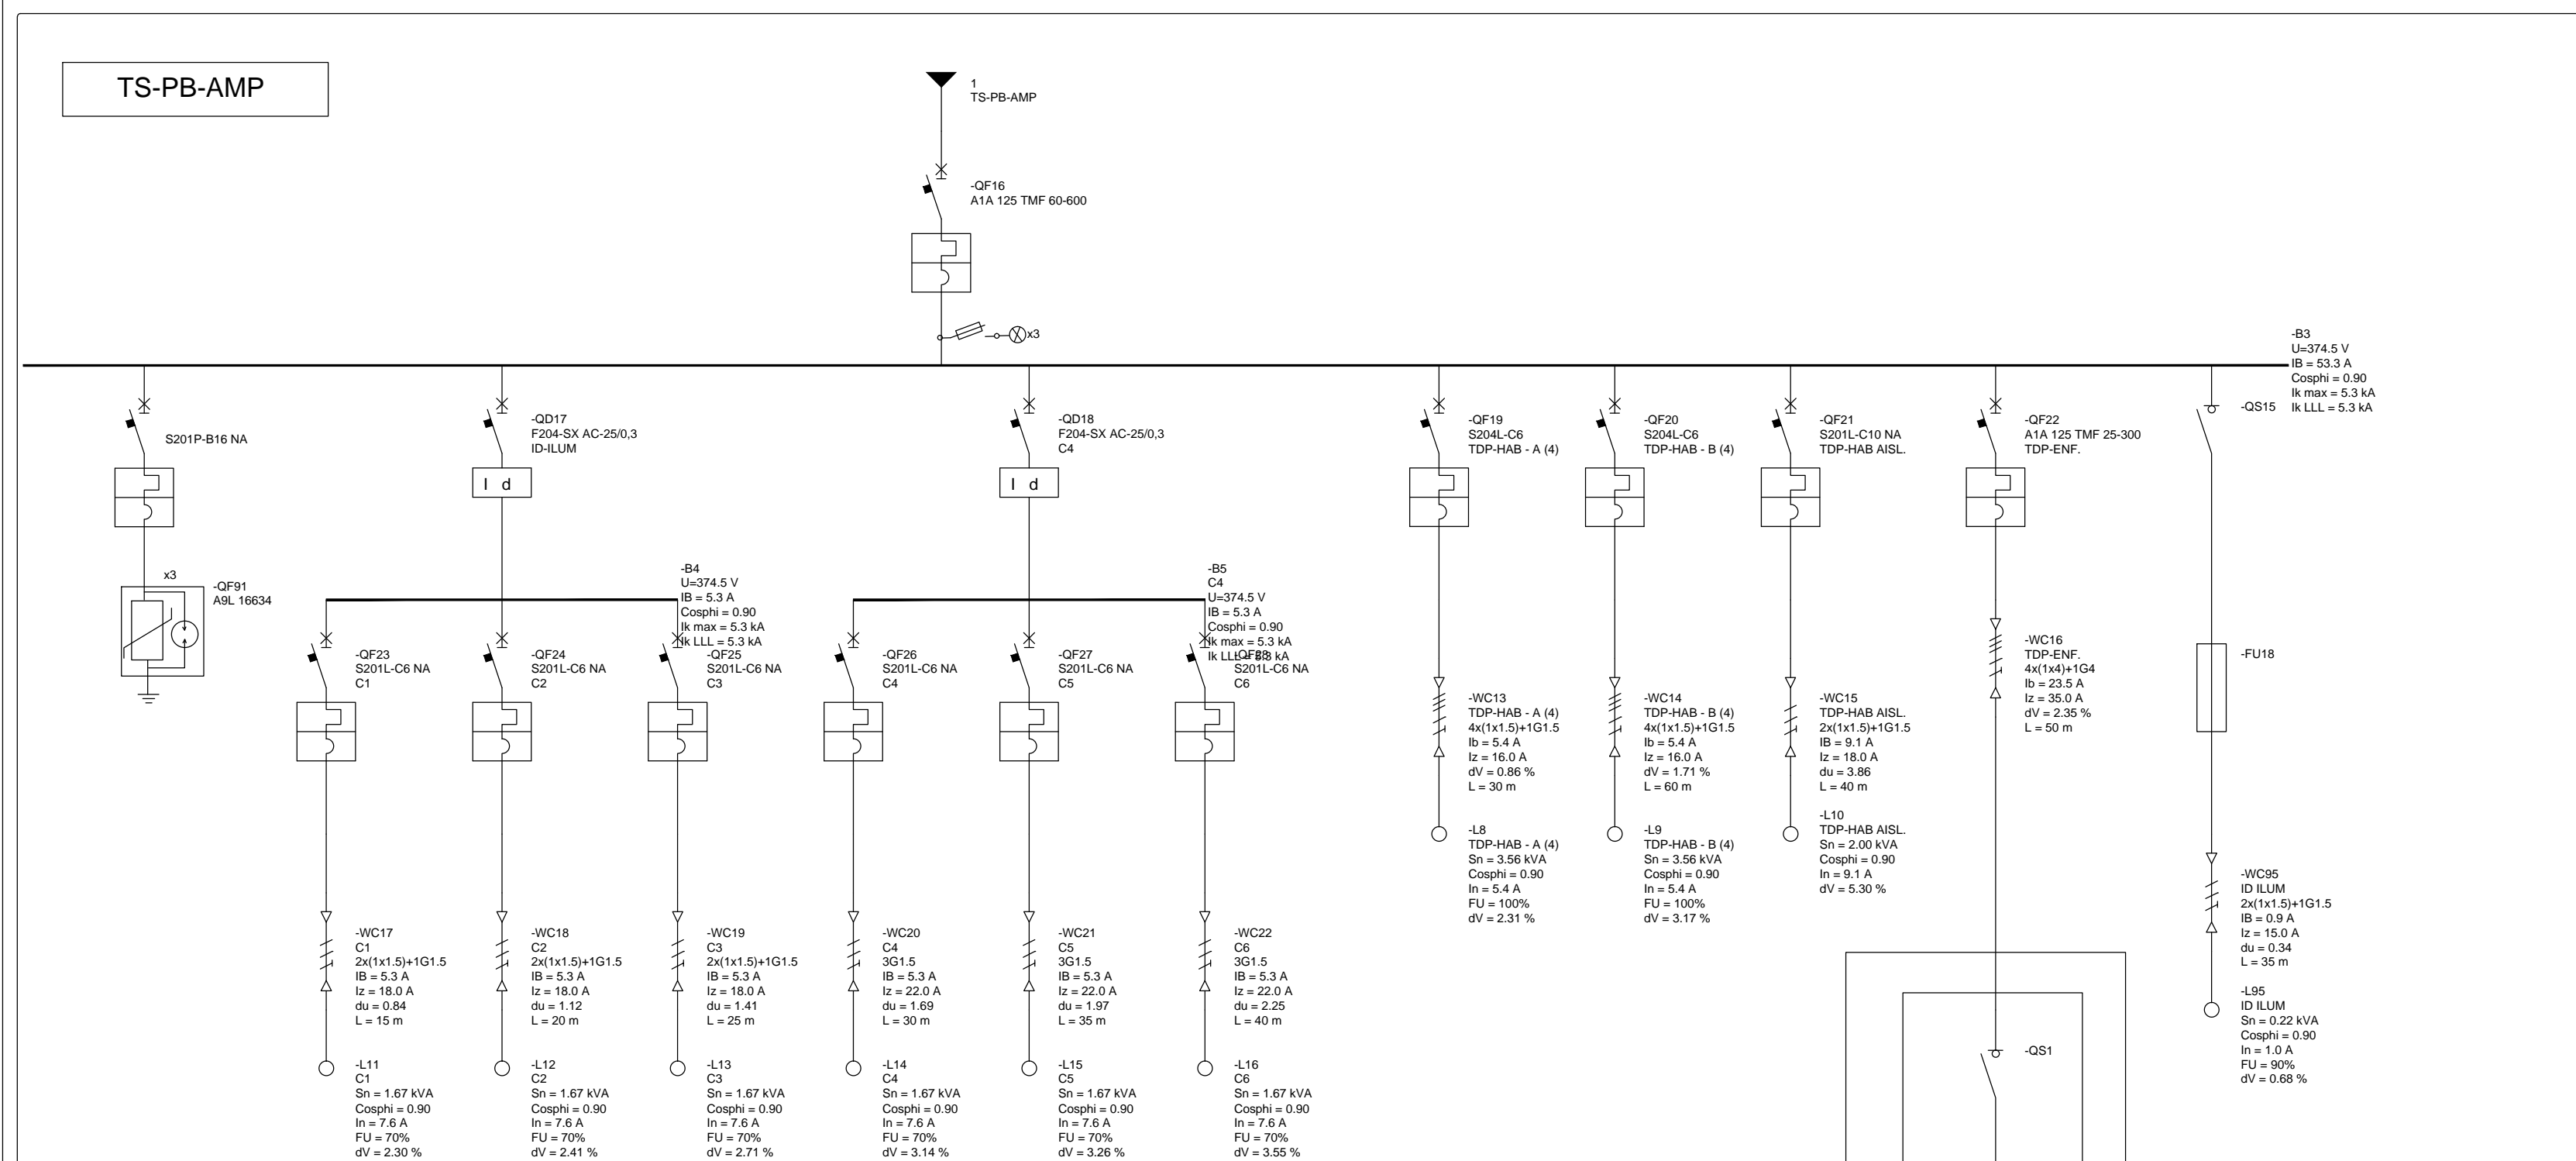 TS-PB-AMP
1
TS-PB-AMP
-QF16
A1A 125 TMF 60-600
x3
-B3
U=374.5 V
IB = 53.3 A
Cosphi = 0.90
Ik max = 5.3 kA
Ik LLL = 5.3 kA
S201P-B16 NA
x3
-QF91
A9L 16634
-QD17
F204-SX AC-25/0,3
ID-ILUM
I d
-QD18
F204-SX AC-25/0,3
C4
I d
-QF19
S204L-C6
TDP-HAB - A (4)
-QF20
S204L-C6
TDP-HAB - B (4)
-QF21
S201L-C10 NA
TDP-HAB AISL.
-QF22
A1A 125 TMF 25-300
TDP-ENF.
-QS15
-B4
U=374.5 V
IB = 5.3 A
Cosphi = 0.90
Ik max = 5.3 kA
Ik LLL = 5.3 kA
-B5
C4
U=374.5 V
IB = 5.3 A
Cosphi = 0.90
Ik max = 5.3 kA
Ik LLL = 5.3 kA
-QF23
S201L-C6 NA
C1
-QF24
S201L-C6 NA
C2
-QF25
S201L-C6 NA
C3
-QF26
S201L-C6 NA
C4
-QF27
S201L-C6 NA
C5
-QF28
S201L-C6 NA
C6
-WC13
TDP-HAB - A (4)
4x(1x1.5)+1G1.5
Ib = 5.4 A
Iz = 16.0 A
dV = 0.86 %
L = 30 m
-WC14
TDP-HAB - B (4)
4x(1x1.5)+1G1.5
Ib = 5.4 A
Iz = 16.0 A
dV = 1.71 %
L = 60 m
-WC15
TDP-HAB AISL.
2x(1x1.5)+1G1.5
IB = 9.1 A
Iz = 18.0 A
du = 3.86
L = 40 m
-WC16
TDP-ENF.
4x(1x4)+1G4
Ib = 23.5 A
Iz = 35.0 A
dV = 2.35 %
L = 50 m
-FU18
-L8
TDP-HAB - A (4)
Sn = 3.56 kVA
Cosphi = 0.90
In = 5.4 A
FU = 100%
dV = 2.31 %
-L9
TDP-HAB - B (4)
Sn = 3.56 kVA
Cosphi = 0.90
In = 5.4 A
FU = 100%
dV = 3.17 %
-L10
TDP-HAB AISL.
Sn = 2.00 kVA
Cosphi = 0.90
In = 9.1 A
dV = 5.30 %
-WC95
ID ILUM
2x(1x1.5)+1G1.5
IB = 0.9 A
Iz = 15.0 A
du = 0.34
L = 35 m
-L95
ID ILUM
Sn = 0.22 kVA
Cosphi = 0.90
In = 1.0 A
FU = 90%
dV = 0.68 %
-QS1
-WC17
C1
2x(1x1.5)+1G1.5
IB = 5.3 A
Iz = 18.0 A
du = 0.84
L = 15 m
-WC18
C2
2x(1x1.5)+1G1.5
IB = 5.3 A
Iz = 18.0 A
du = 1.12
L = 20 m
-WC19
C3
2x(1x1.5)+1G1.5
IB = 5.3 A
Iz = 18.0 A
du = 1.41
L = 25 m
-WC20
C4
3G1.5
IB = 5.3 A
Iz = 22.0 A
du = 1.69
L = 30 m
-WC21
C5
3G1.5
IB = 5.3 A
Iz = 22.0 A
du = 1.97
L = 35 m
-WC22
C6
3G1.5
IB = 5.3 A
Iz = 22.0 A
du = 2.25
L = 40 m
-L11
C1
Sn = 1.67 kVA
Cosphi = 0.90
In = 7.6 A
FU = 70%
dV = 2.30 %
-L12
C2
Sn = 1.67 kVA
Cosphi = 0.90
In = 7.6 A
FU = 70%
dV = 2.41 %
-L13
C3
Sn = 1.67 kVA
Cosphi = 0.90
In = 7.6 A
FU = 70%
dV = 2.71 %
-L14
C4
Sn = 1.67 kVA
Cosphi = 0.90
In = 7.6 A
FU = 70%
dV = 3.14 %
-L15
C5
Sn = 1.67 kVA
Cosphi = 0.90
In = 7.6 A
FU = 70%
dV = 3.26 %
-L16
C6
Sn = 1.67 kVA
Cosphi = 0.90
In = 7.6 A
FU = 70%
dV = 3.55 %